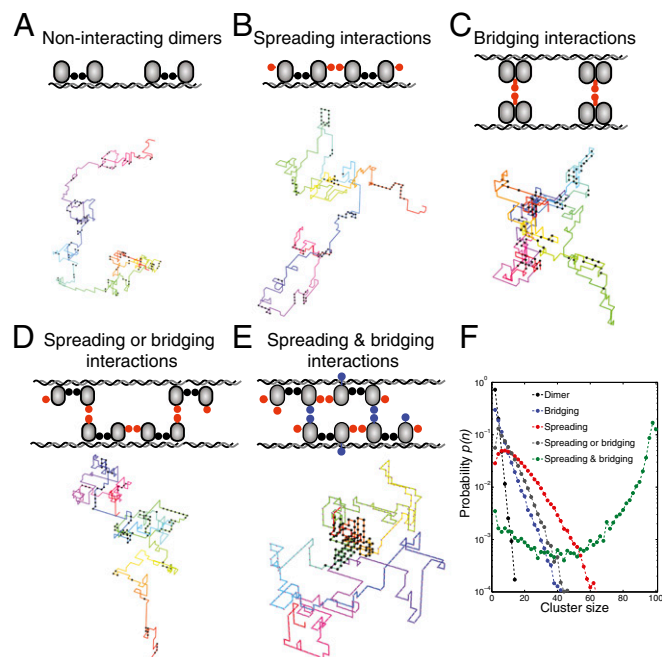 A
Non-interacting dimers
B
Spreading interactions
C
Bridging interactions
D
Spreading or bridging
interactions
E
Spreading & bridging
interactions
F
Probability p(n)
10⁰
10⁻¹
10⁻²
10⁻³
10⁻⁴
Dimer
Bridging
Spreading
Spreading or bridging
Spreading & bridging
0 20 40 60 80 100
Cluster size